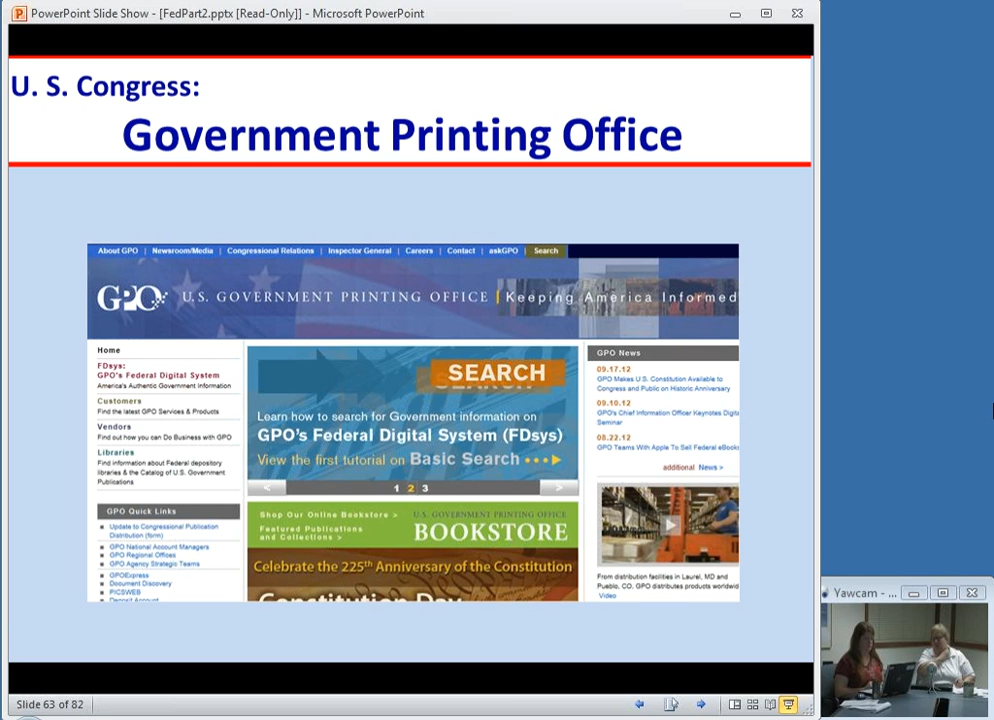 PowerPoint Slide Show - [FedPart2.pptx [Read-Only]] - Microsoft PowerPoint
U. S. Congress:
Government Printing Office
About GPO | Newsroom/Media | Congressional Relations | Inspector General | Careers | Contact | askGPO | Search
GPO U.S. GOVERNMENT PRINTING OFFICE | Keeping America Informed
Home
FDsys:
GPO's Federal Digital System
America's Authentic Government Information
Customers
Find the latest GPO Services & Products
Vendors
Find out how you can Do Business with GPO
Libraries
Find information about Federal depository
libraries & the Catalog of U.S. Government
Publications
GPO Quick Links
Update to Congressional Publication
Distribution (form)
GPO National Account Managers
GPO Regional Offices
GPO Agency Strategic Teams
GPOExpress
Document Discovery
PICSWEB
Deposit Account
SEARCH
Learn how to search for Government information on
GPO's Federal Digital System (FDsys)
View the first tutorial on Basic Search
< 1 2 3 >
Shop Our Online Bookstore >
Featured Publications
and Collections >
U.S. GOVERNMENT PRINTING OFFICE
BOOKSTORE
Celebrate the 225th Anniversary of the Constitution
Constitution Day
GPO News
09.17.12
GPO Makes U.S. Constitution Available to
Congress and Public on Historic Anniversary
09.10.12
GPO's Chief Information Officer Keynotes Digita
Seminar
08.22.12
GPO Teams With Apple To Sell Federal eBooks
additional News >
From distribution facilities in Laurel, MD and
Pueblo, CO. GPO distributes products worldwid
Video
Yawcam - ...
Slide 63 of 82